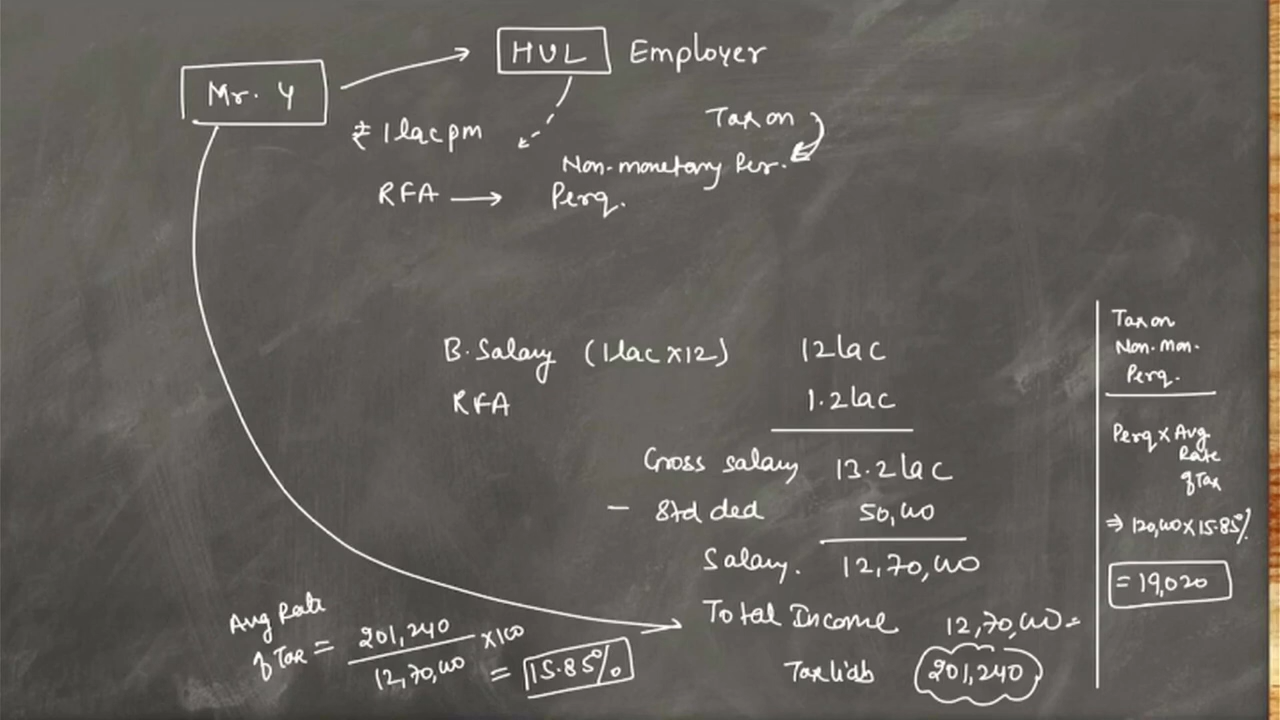 Mr. Y
HUL Employer
₹ 1 lac pm
Tax on
Non-monetary Per.
RFA → Perq.
B. Salary (1 lac x 12) 12 lac
RFA 1.2 lac
Gross salary 13.2 lac
- Std ded 50,000
Salary. 12,70,000
Total Income 12,70,000=
Tax liab 201,240
Avg Rate
of Tax = 201,240
12,70,000
x 100
= 15.85%
Tax on
Non. Mon.
Perq.
Perq x Avg
Rate
of Tax
⇒ 120,000 x 15.85%
= 19,020